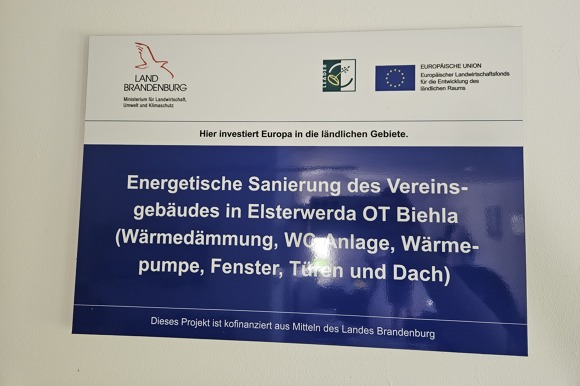 LAND
BRANDENBURG
Ministerium für Landwirtschaft,
Umwelt und Klimaschutz
LEADER
EUROPÄISCHE UNION
Europäischer Landwirtschaftsfonds
für die Entwicklung des
ländlichen Raums
Hier investiert Europa in die ländlichen Gebiete.
Energetische Sanierung des Vereins-
gebäudes in Elsterwerda OT Biehla
(Wärmedämmung, WC-Anlage, Wärme-
pumpe, Fenster, Türen und Dach)
Dieses Projekt ist kofinanziert aus Mitteln des Landes Brandenburg